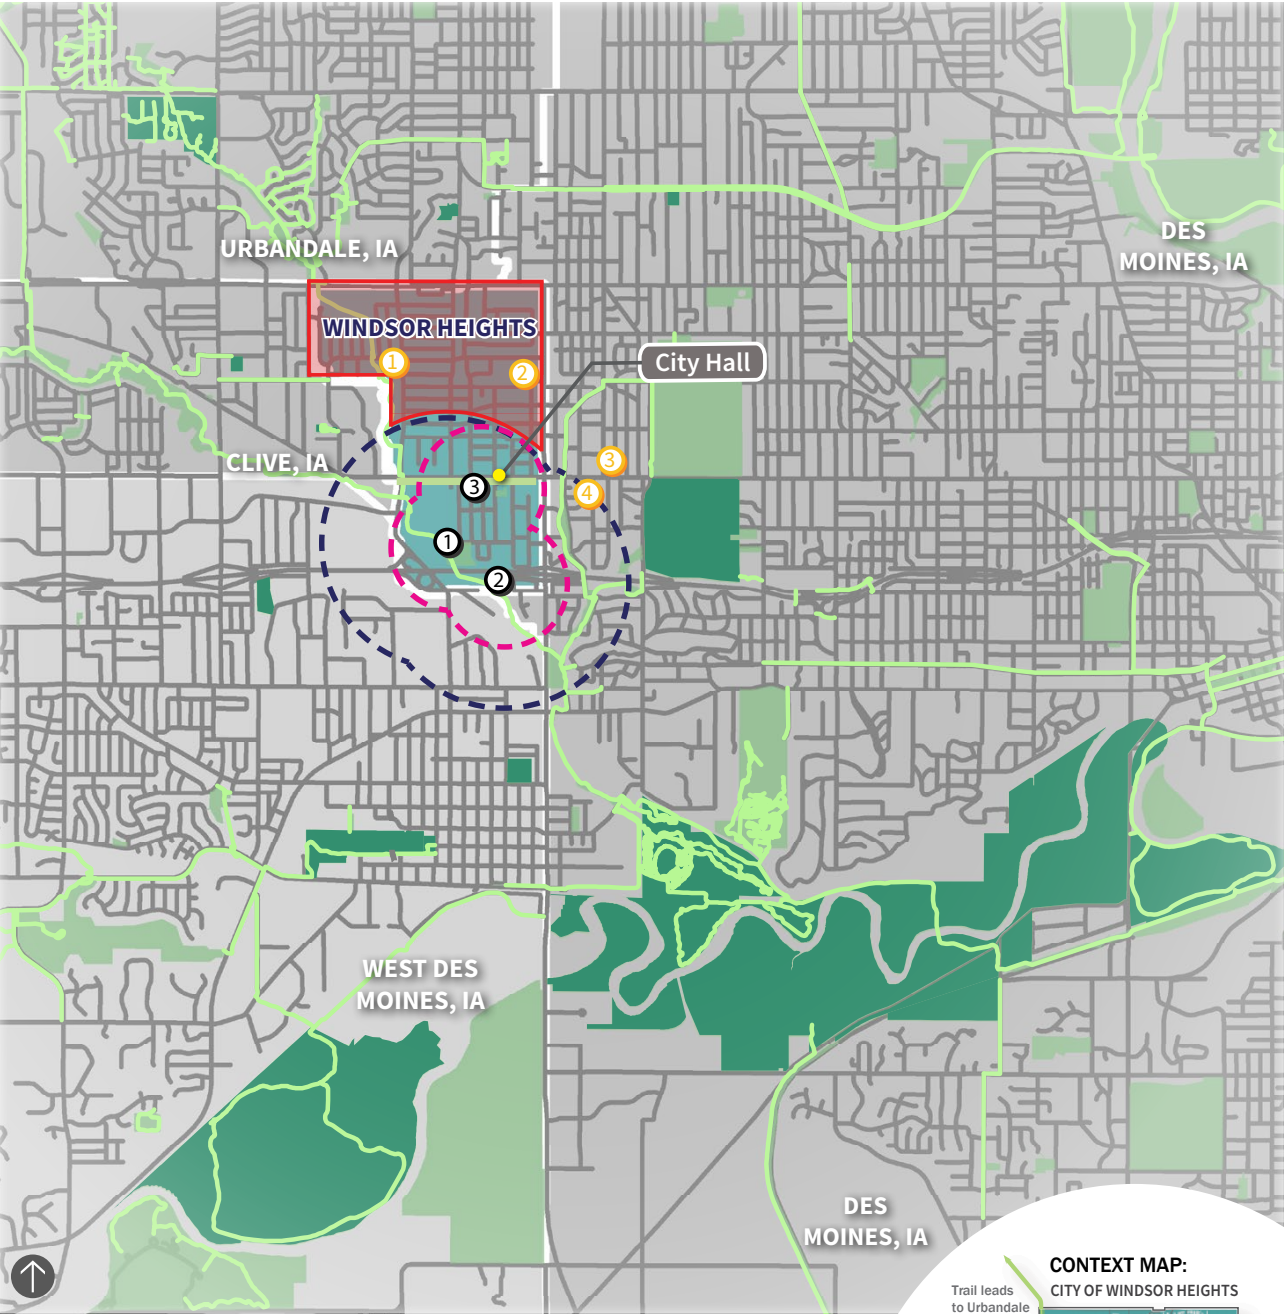 URBANDALE, IA
DES
MOINES, IA
WINDSOR HEIGHTS
1
2
City Hall
CLIVE, IA
3
3
4
1
2
WEST DES
MOINES, IA
DES
MOINES, IA
CONTEXT MAP:
CITY OF WINDSOR HEIGHTS
Trail leads
to Urbandale